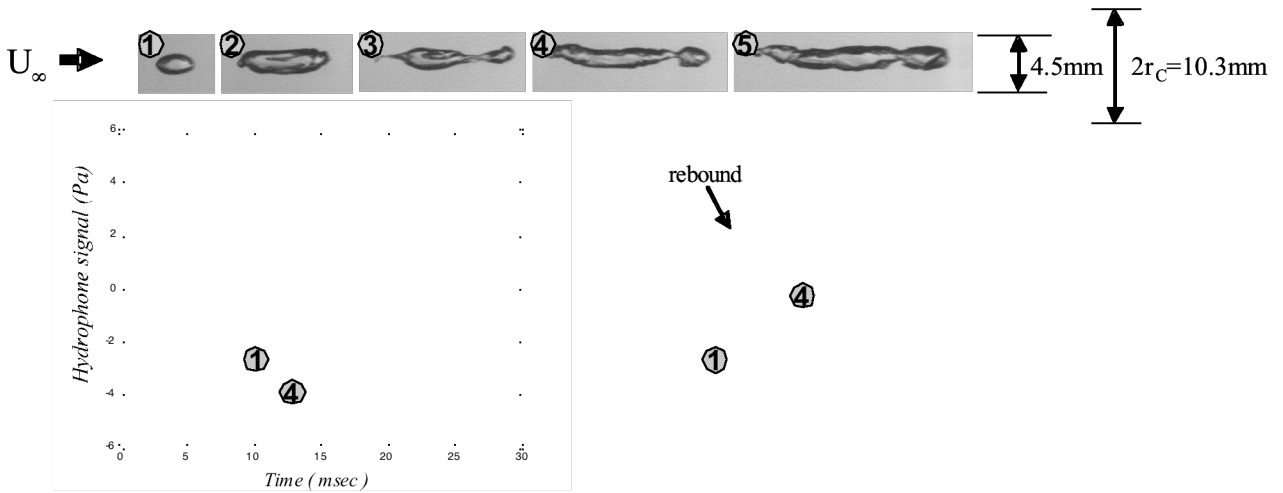 U∞
1 2 3 4 5
4.5mm 2rC=10.3mm
Hydrophone signal (Pa)
6
4
2
0
-2
-4
-6
0 5 10 15 20 25 30
Time ( msec )
1
4
rebound
4
1